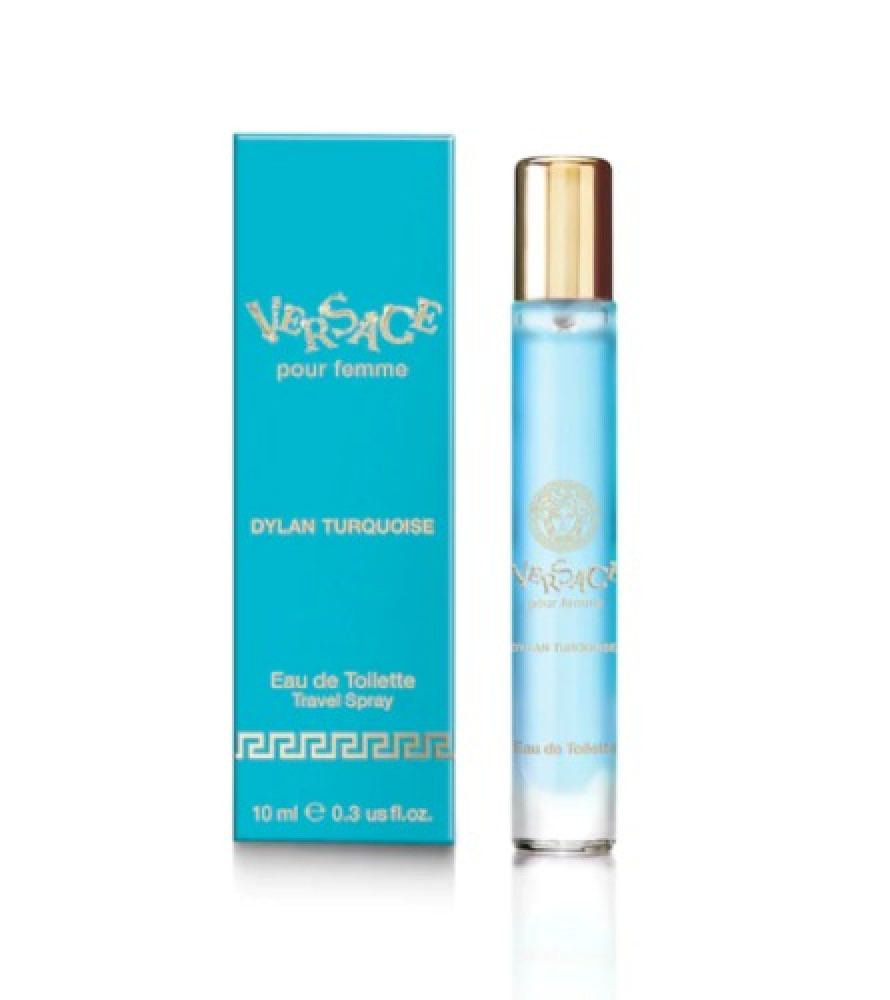 VERSACE
pour femme
DYLAN TURQUOISE
Eau de Toilette
Travel Spray
10 ml ℮ 0.3 us fl.oz.
VERSACE
pour femme
DYLAN TURQUOISE
Eau de Toilette